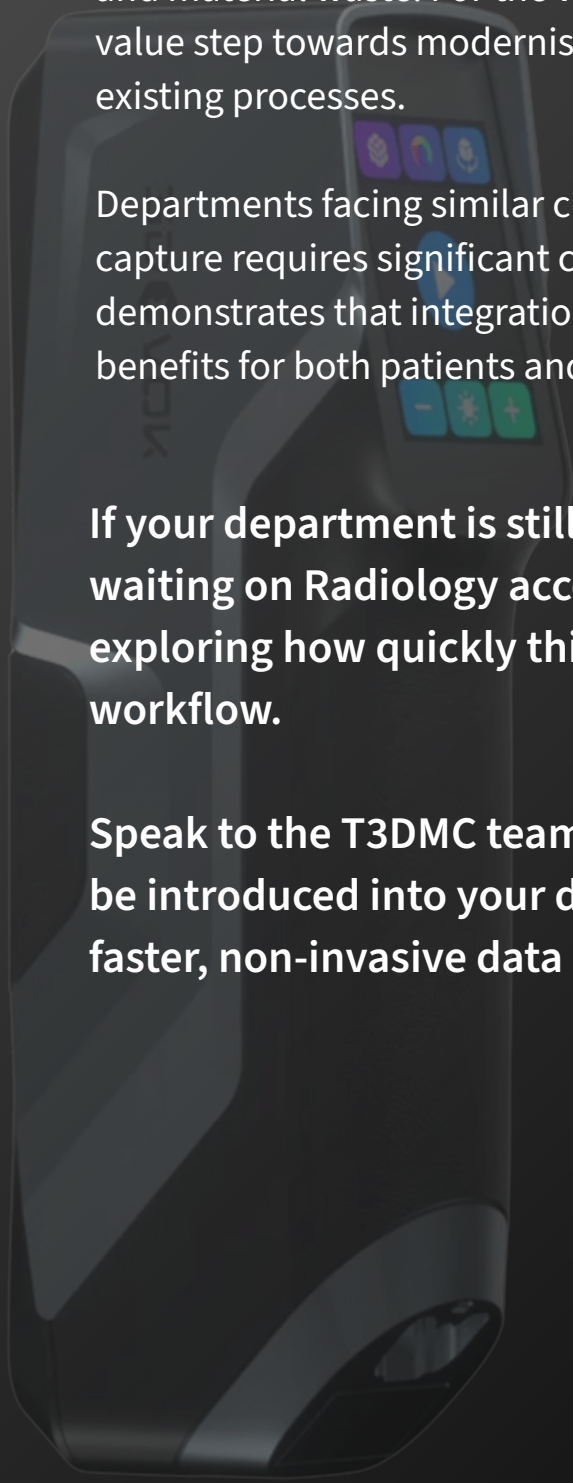 value step towards modernis
existing processes.
Departments facing similar c
capture requires significant c
demonstrates that integratio
benefits for both patients and
If your department is still
waiting on Radiology acc
exploring how quickly thi
workflow.
Speak to the T3DMC team
be introduced into your d
faster, non-invasive data